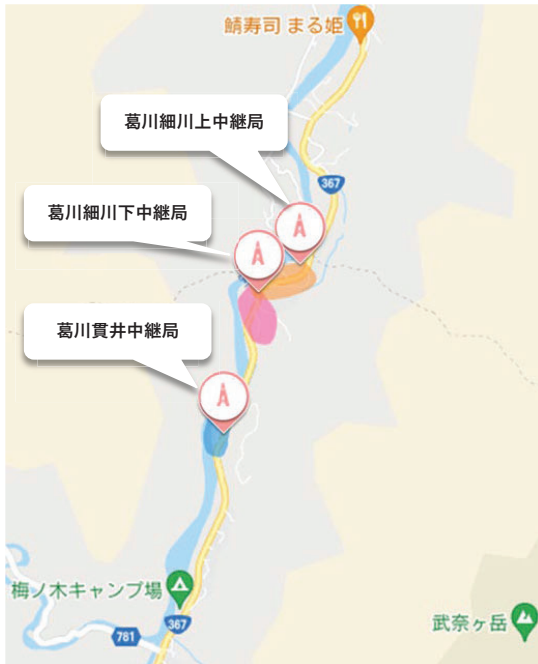 鯖寿司 まる姫
葛川細川上中継局
367
葛川細川下中継局
葛川貫井中継局
梅ノ木キャンプ場
367
781
武奈ヶ岳